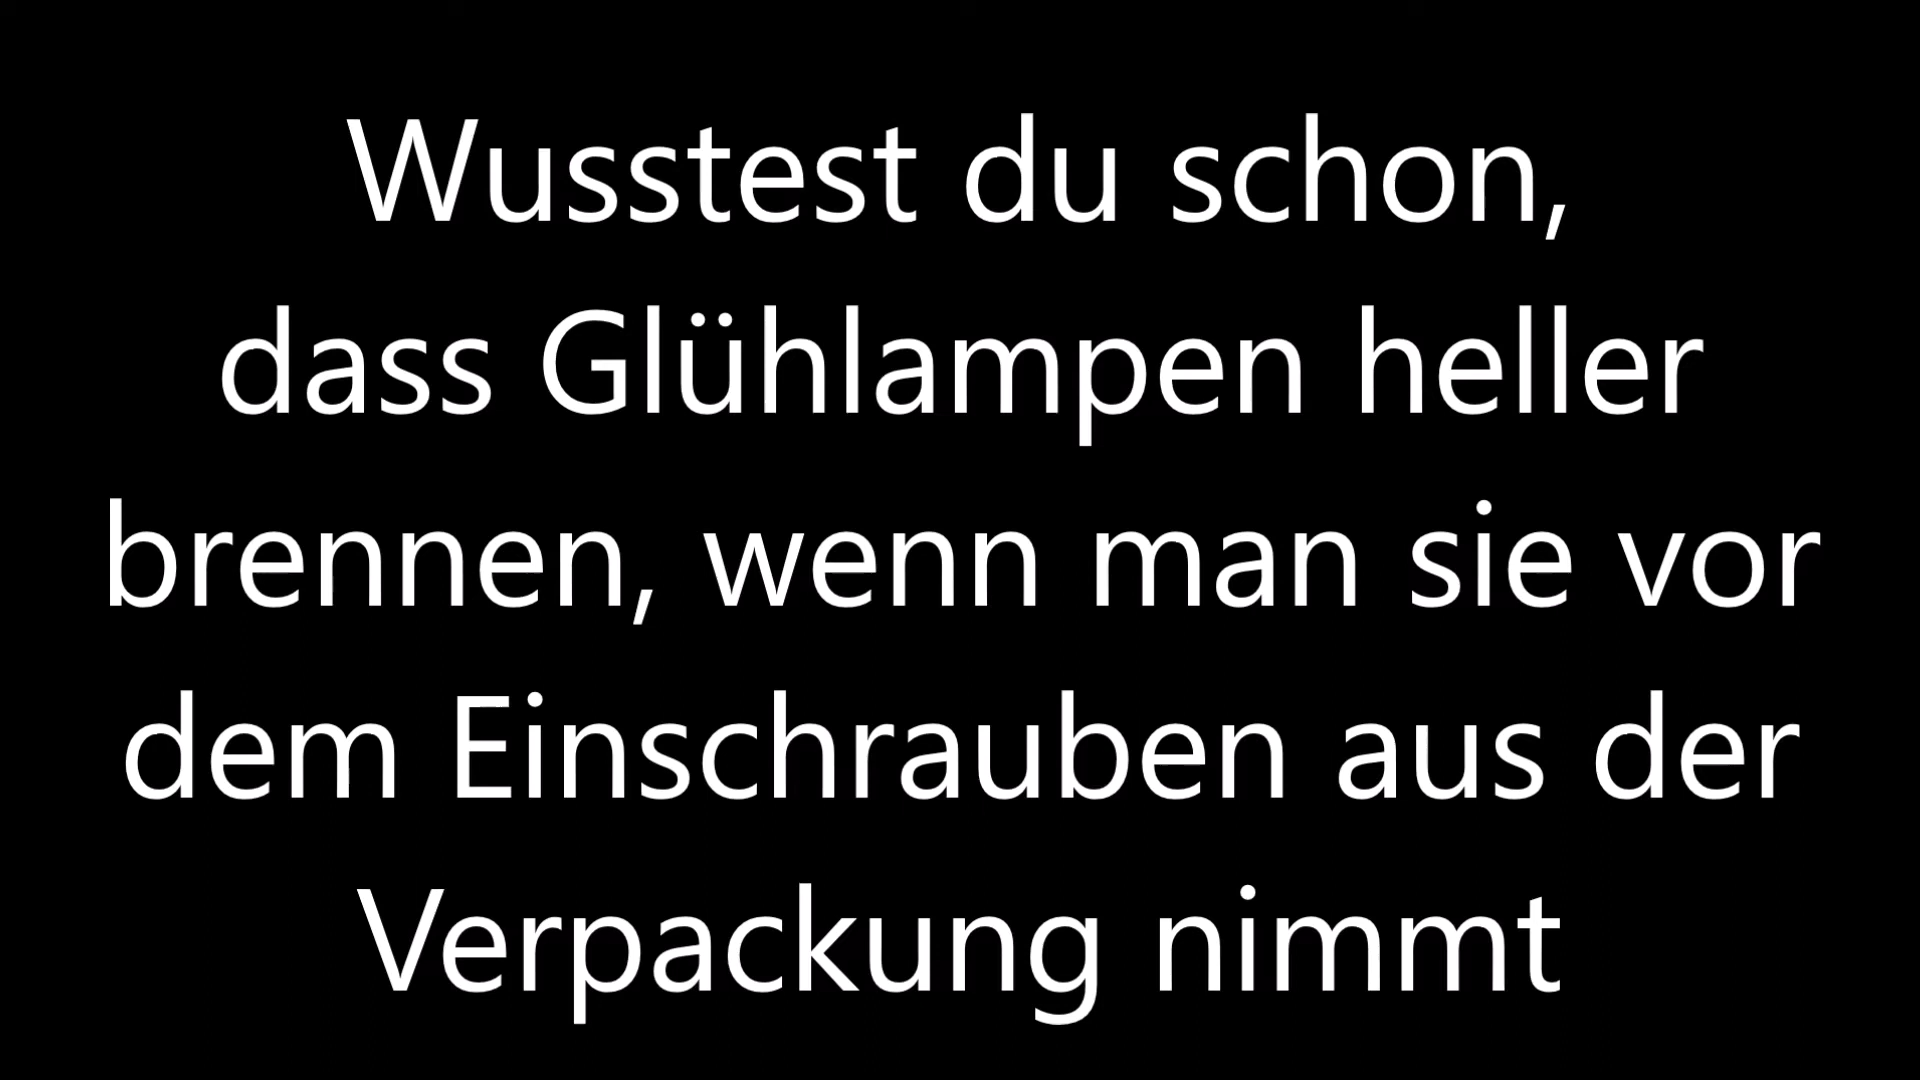 Wusstest du schon,
dass Glühlampen heller
brennen, wenn man sie vor
dem Einschrauben aus der
Verpackung nimmt